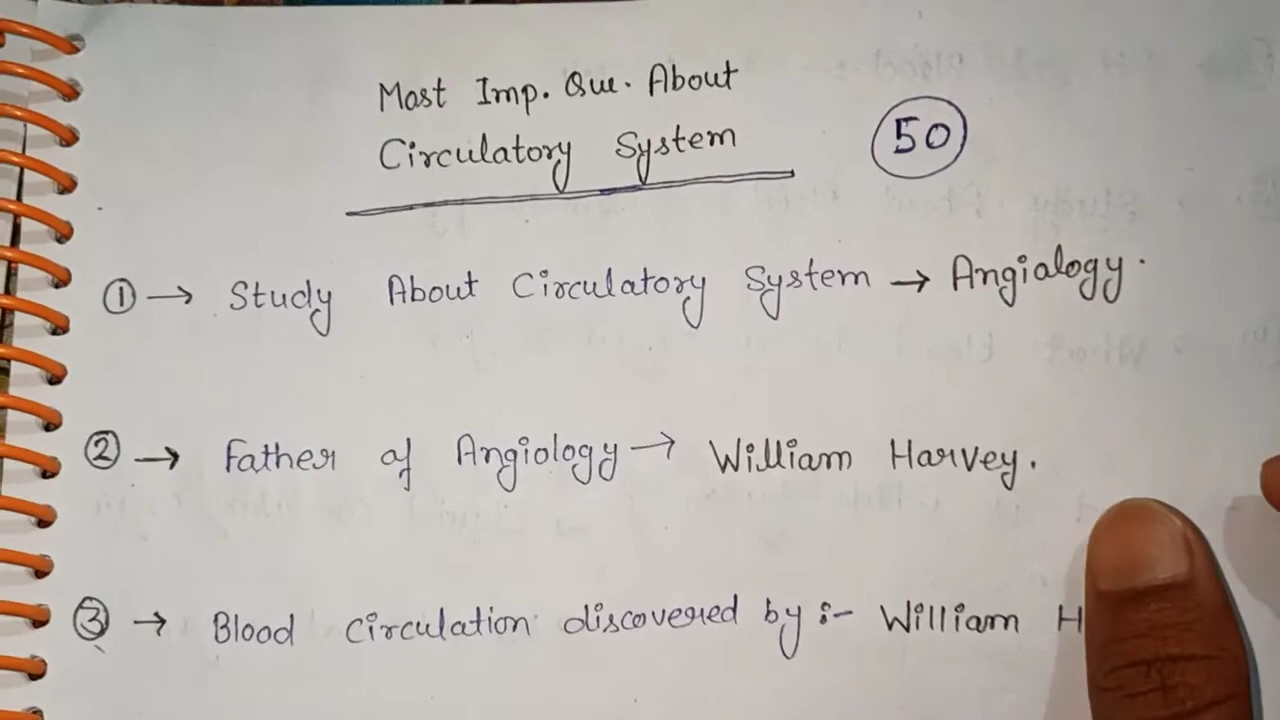 Most Imp. Que. About
Circulatory System
50
① → Study About Circulatory System → Angialogy.
② → Father of Angiology → William Harvey.
③ → Blood Circulation discovered by :- William H